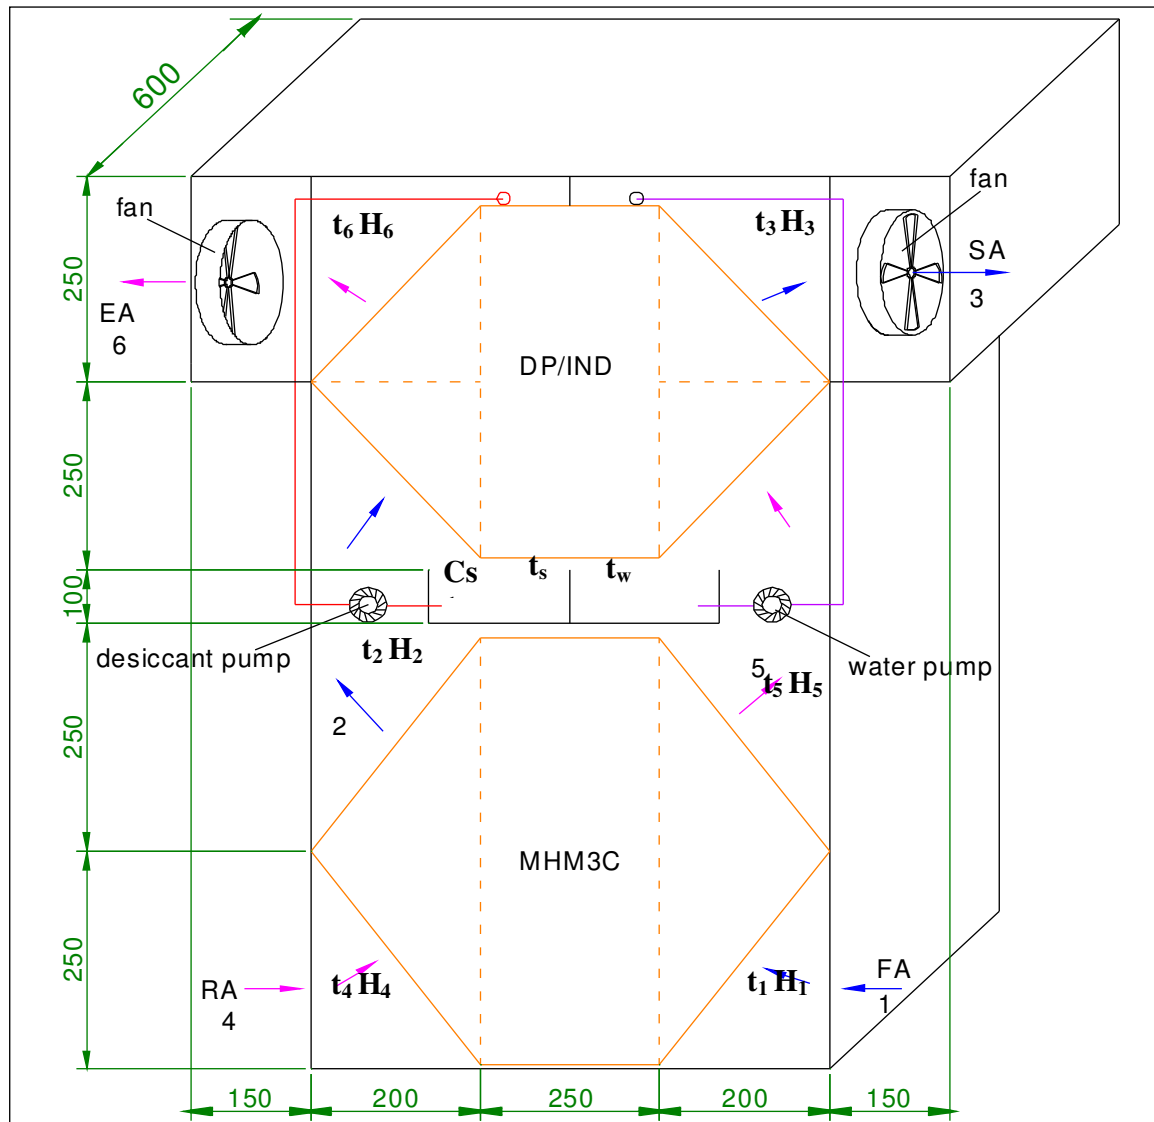 600
fan
fan
t6 H6
t3 H3
SA
3
250
EA
6
DP/IND
250
Cs
ts
tw
100
desiccant pump
t2 H2
5
t5 H5
water pump
2
250
MHM3C
250
RA
4
t4 H4
t1 H1
FA
1
150
200
250
200
150